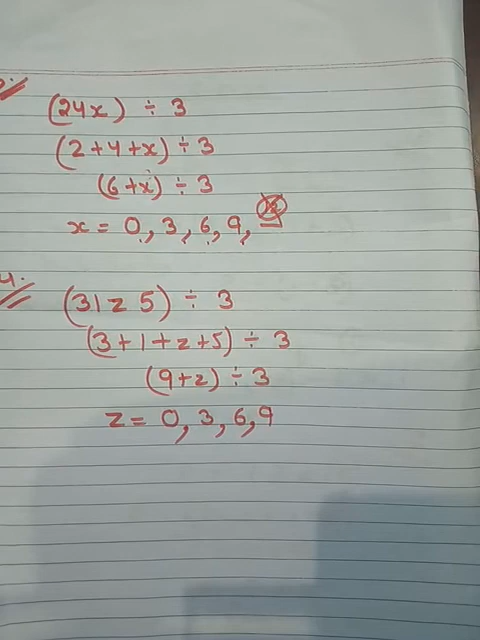 (24x) ÷ 3
(2+4+x) ÷ 3
(6+x) ÷ 3
x = 0, 3, 6, 9,
4.
(31z5) ÷ 3
(3+1+z+5) ÷ 3
(9+z) ÷ 3
z = 0, 3, 6, 9